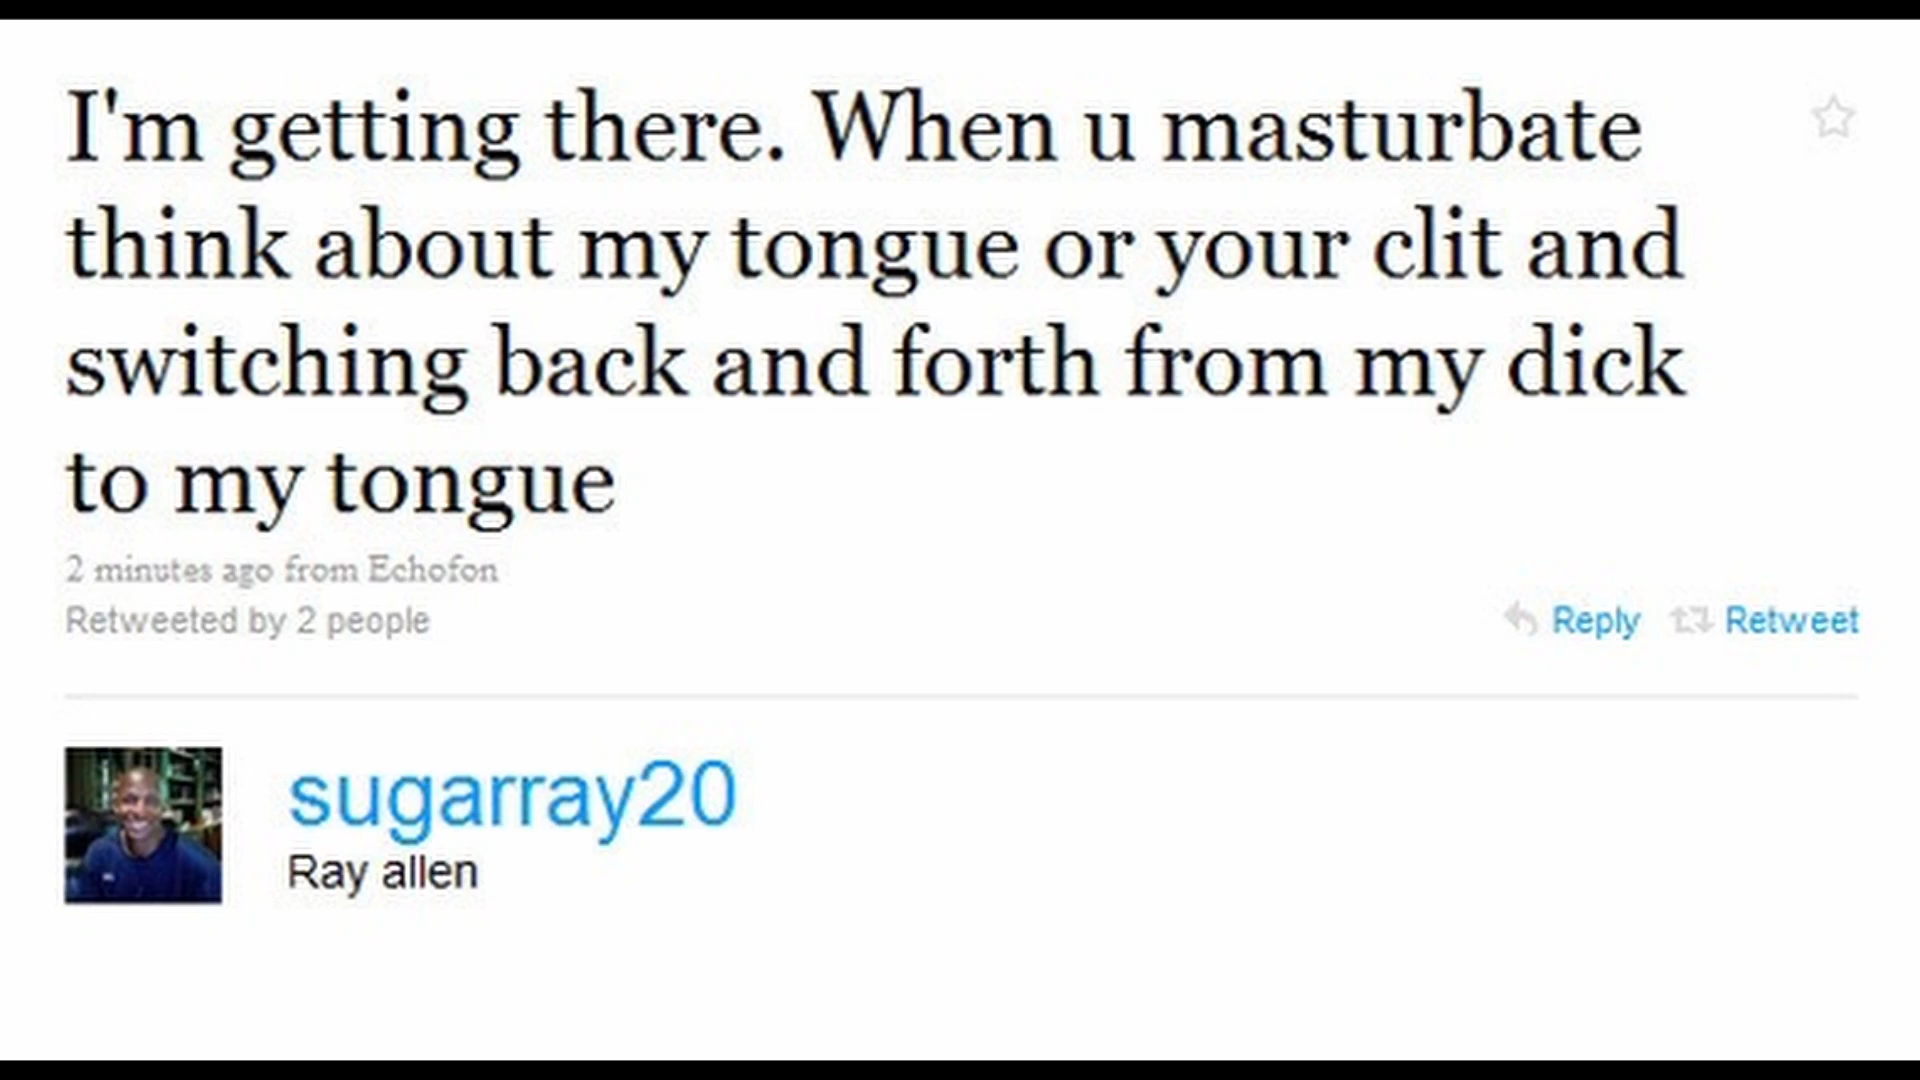 I'm getting there. When u masturbate
think about my tongue or your clit and
switching back and forth from my dick
to my tongue
2 minutes ago from Echofon
Retweeted by 2 people
Reply Retweet
sugarray20
Ray allen